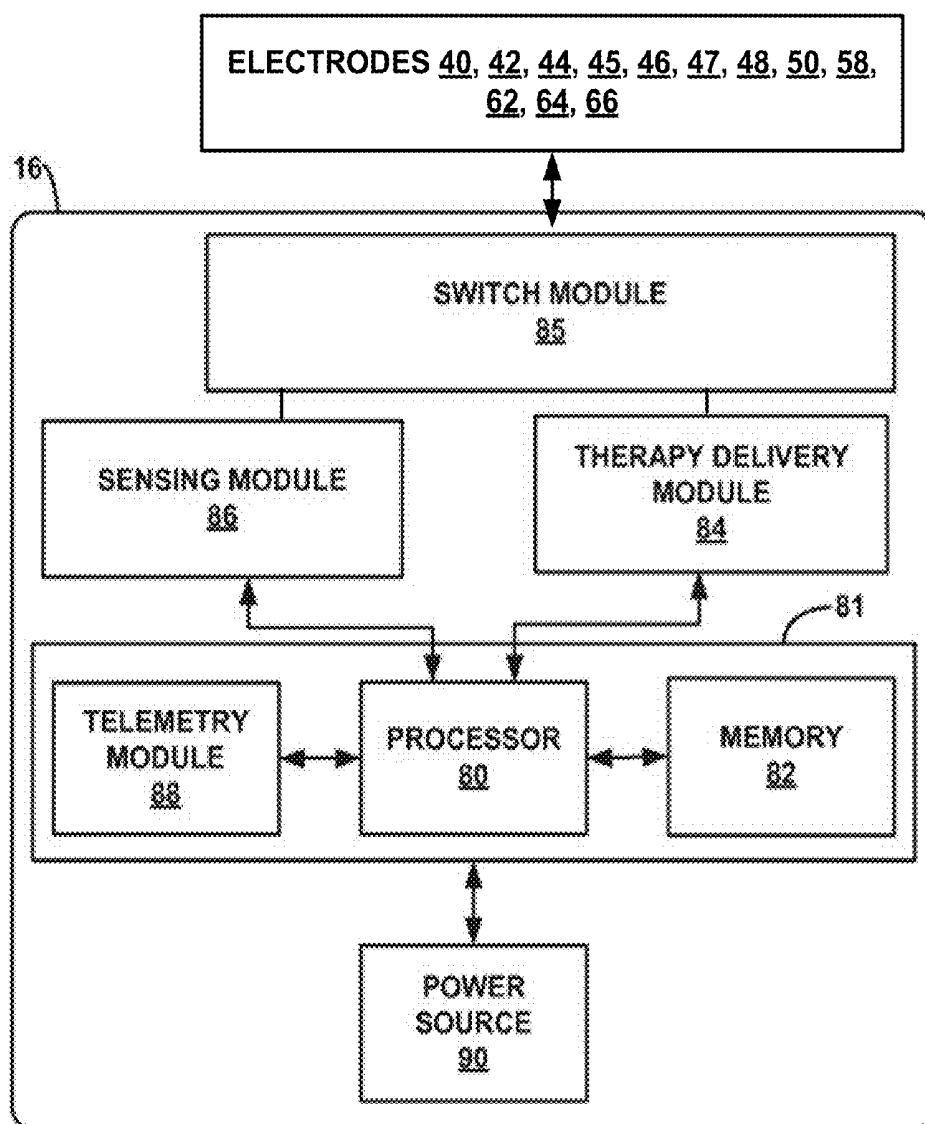 ELECTRODES 40, 42, 44, 45, 46, 47, 48, 50, 58,
62, 64, 66
16
SWITCH MODULE
85
SENSING MODULE
86
THERAPY DELIVERY
MODULE
84
81
TELEMETRY
MODULE
88
PROCESSOR
80
MEMORY
82
POWER
SOURCE
90